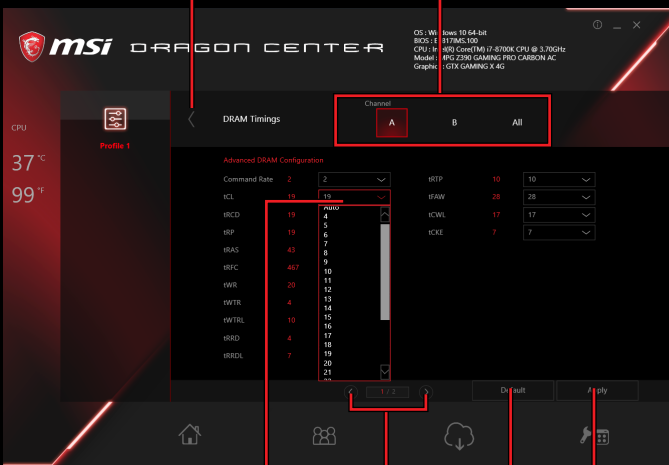 msi DRAGON CENTER
OS : Windows 10 64-bit
BIOS : E 817IMS.100
CPU : Intel(R) Core(TM) i7-8700K CPU @ 3.70GHz
Model : MPG Z390 GAMING PRO CARBON AC
Graphics : GTX GAMING X 4G
CPU
37 °C
99 °F
Profile 1
DRAM Timings
Channel
A B All
Advanced DRAM Configuration
Command Rate 2 2
tCL 19 19
tRCD 19
tRP 19
tRAS 43
tRFC 467
tWR 20
tWTR 4
tWTRL 10
tRRD 4
tRRDL 7
Auto
4
5
6
7
8
9
10
11
12
13
14
15
16
17
18
19
20
21
22
tRTP 10 10
tFAW 28 28
tCWL 17 17
tCKE 7 7
1 / 2
Default
Apply